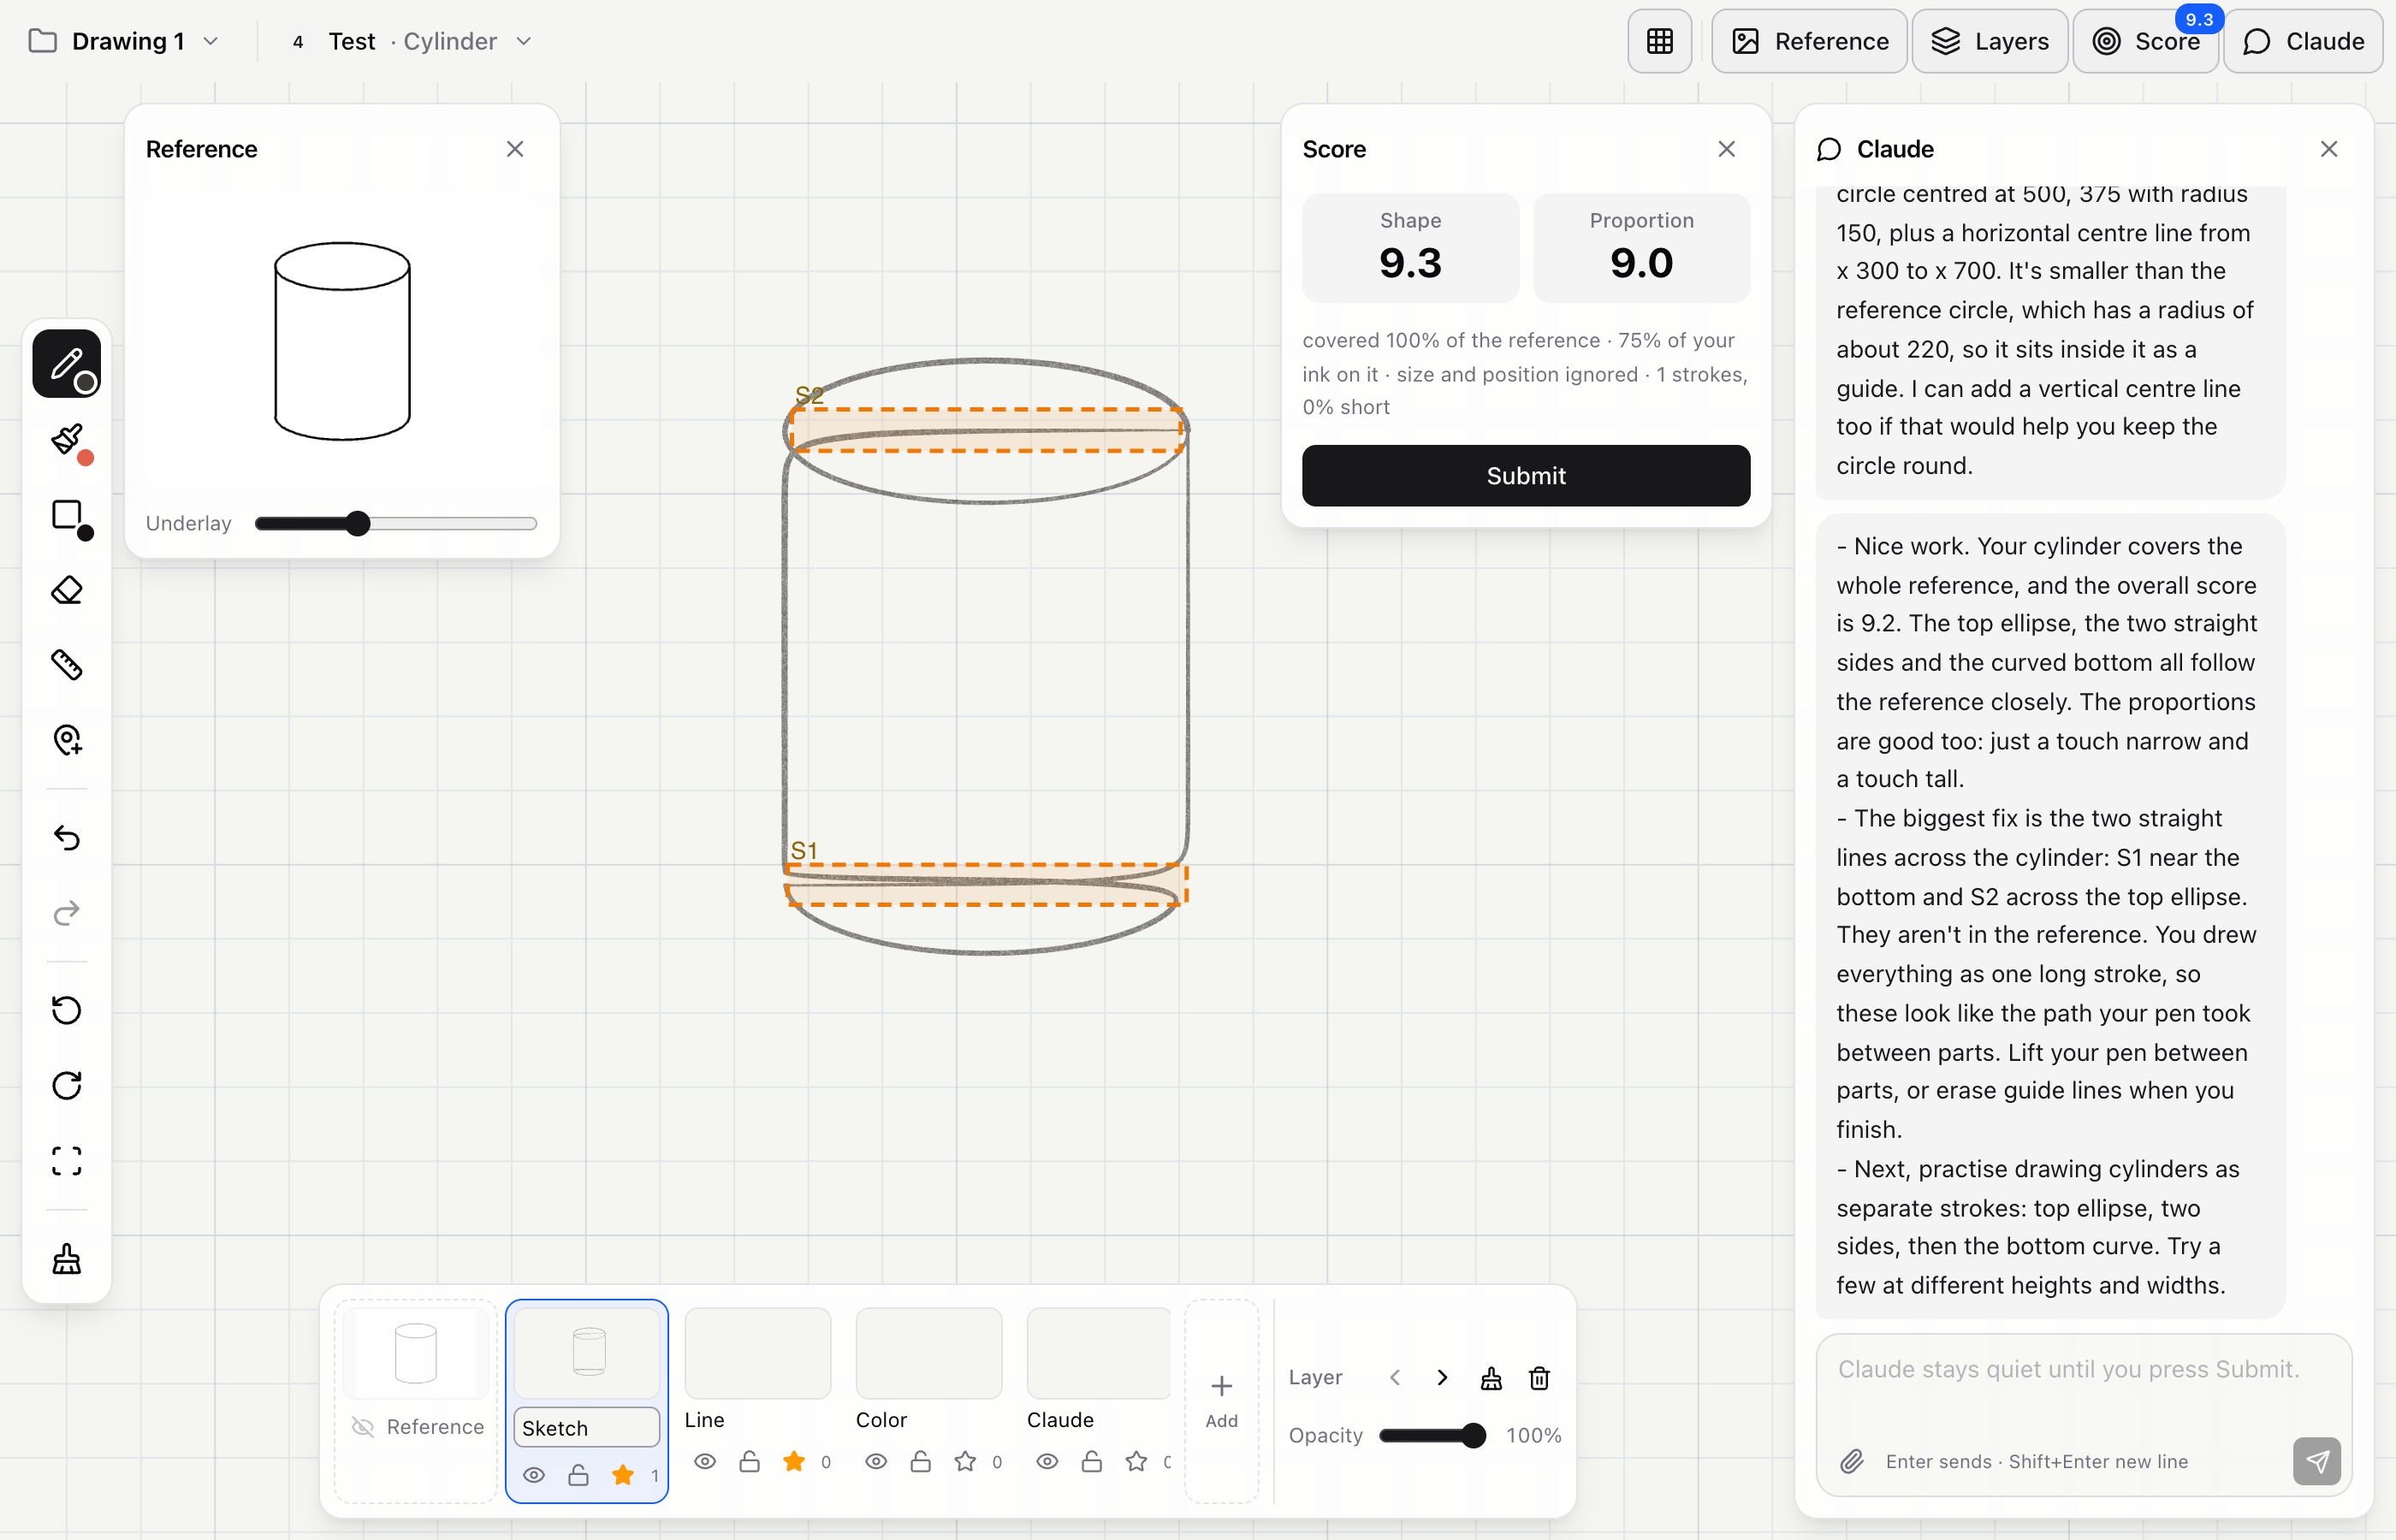 Drawing 1
4 Test · Cylinder
Reference
Layers
Score
9.3
Claude
Reference
Underlay
S2
S1
Score
Shape
9.3
Proportion
9.0
covered 100% of the reference · 75% of your
ink on it · size and position ignored · 1 strokes,
0% short
Submit
Claude
circle centred at 500, 375 with radius
150, plus a horizontal centre line from
x 300 to x 700. It's smaller than the
reference circle, which has a radius of
about 220, so it sits inside it as a
guide. I can add a vertical centre line
too if that would help you keep the
circle round.
- Nice work. Your cylinder covers the
whole reference, and the overall score
is 9.2. The top ellipse, the two straight
sides and the curved bottom all follow
the reference closely. The proportions
are good too: just a touch narrow and
a touch tall.
- The biggest fix is the two straight
lines across the cylinder: S1 near the
bottom and S2 across the top ellipse.
They aren't in the reference. You drew
everything as one long stroke, so
these look like the path your pen took
between parts. Lift your pen between
parts, or erase guide lines when you
finish.
- Next, practise drawing cylinders as
separate strokes: top ellipse, two
sides, then the bottom curve. Try a
few at different heights and widths.
Claude stays quiet until you press Submit.
Enter sends · Shift+Enter new line
Reference
Sketch
1
Line
0
Color
0
Claude
0
Add
Layer
Opacity
100%